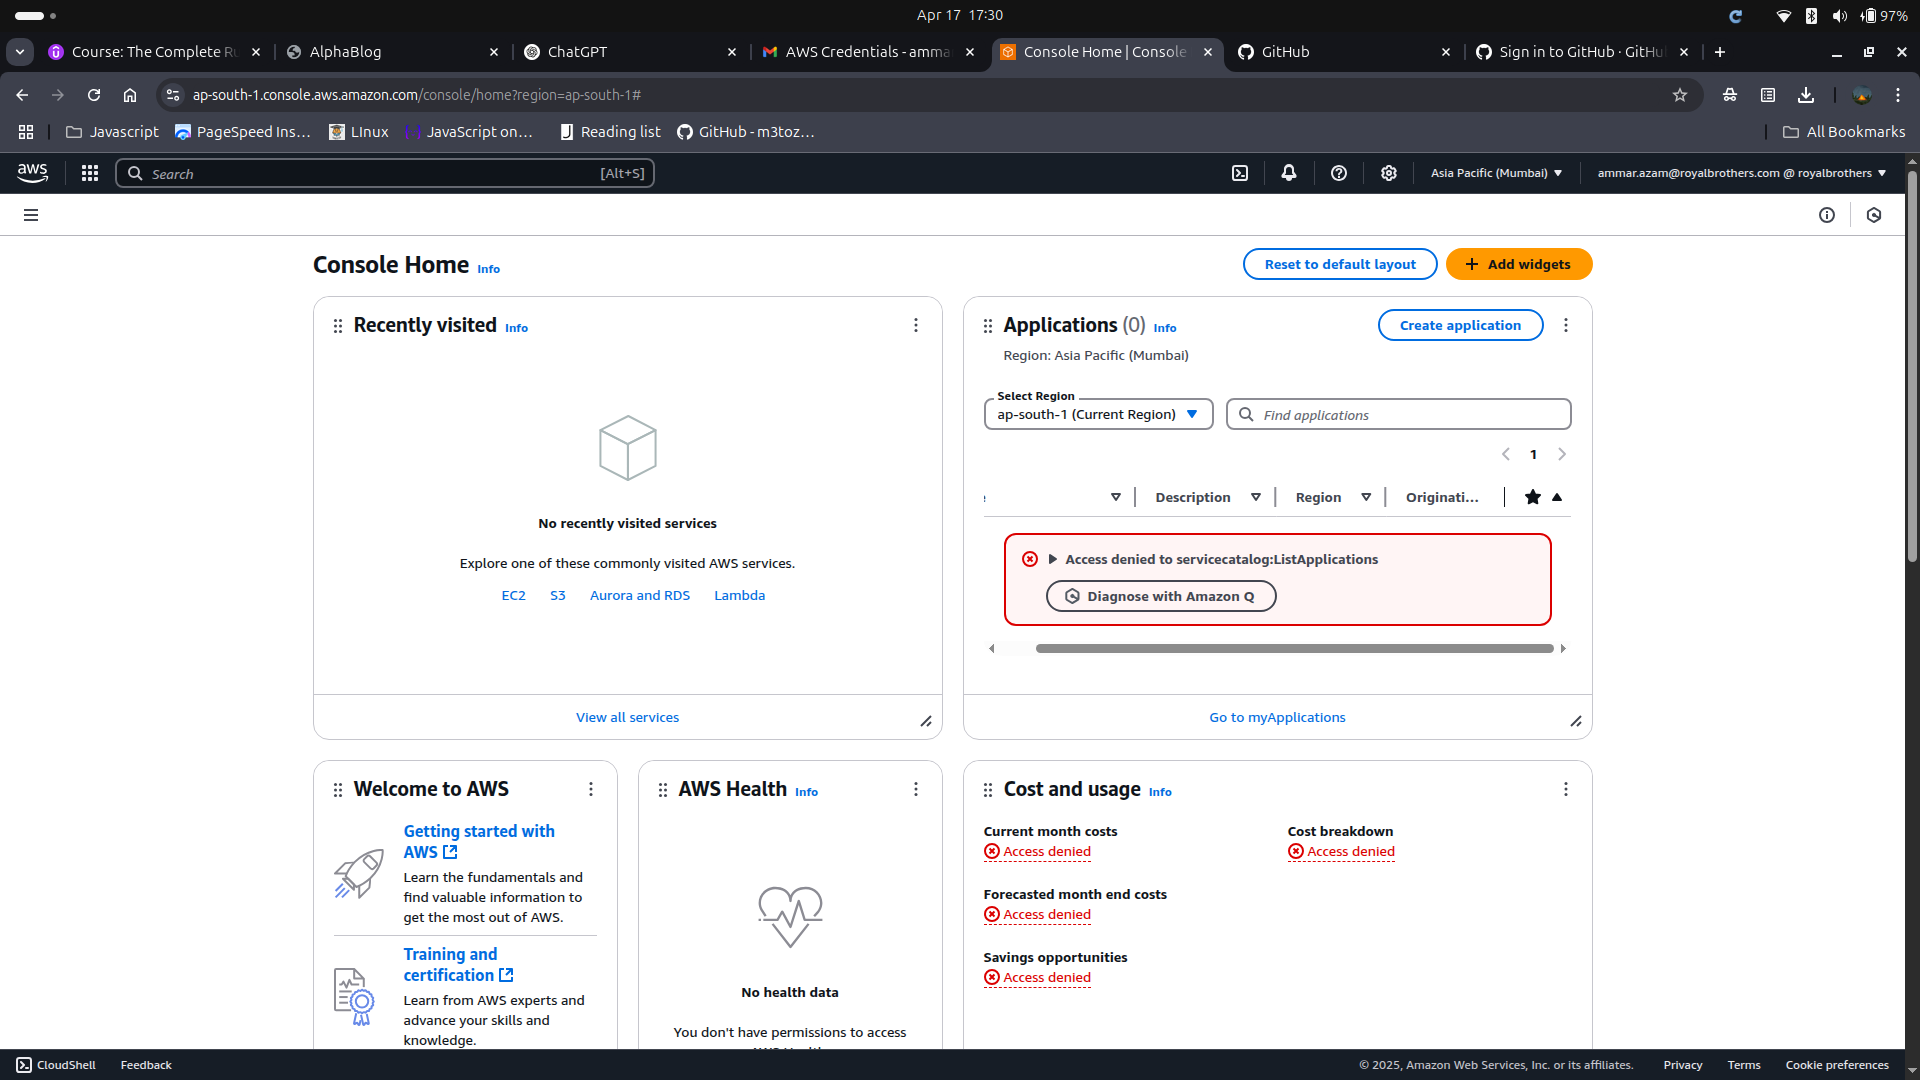 Apr 17 17:30
97%
Course: The Complete Ru
AlphaBlog
ChatGPT
AWS Credentials - amma
Console Home | Console
GitHub
Sign in to GitHub · GitHu
ap-south-1.console.aws.amazon.com/console/home?region=ap-south-1#
Javascript
PageSpeed Ins...
LInux
JavaScript on...
Reading list
GitHub - m3toz...
All Bookmarks
aws
Search
[Alt+S]
Asia Pacific (Mumbai)
ammar.azam@royalbrothers.com @ royalbrothers
Console Home Info
Reset to default layout
Add widgets
Recently visited Info
No recently visited services
Explore one of these commonly visited AWS services.
EC2 S3 Aurora and RDS Lambda
View all services
Applications (0) Info
Create application
Region: Asia Pacific (Mumbai)
Select Region
ap-south-1 (Current Region)
Find applications
1
Description Region Originati...
Access denied to servicecatalog:ListApplications
Diagnose with Amazon Q
Go to myApplications
Welcome to AWS
Getting started with
AWS
Learn the fundamentals and
find valuable information to
get the most out of AWS.
Training and
certification
Learn from AWS experts and
advance your skills and
knowledge.
AWS Health Info
No health data
You don't have permissions to access
Cost and usage Info
Current month costs
Access denied
Cost breakdown
Access denied
Forecasted month end costs
Access denied
Savings opportunities
Access denied
CloudShell
Feedback
© 2025, Amazon Web Services, Inc. or its affiliates.
Privacy
Terms
Cookie preferences